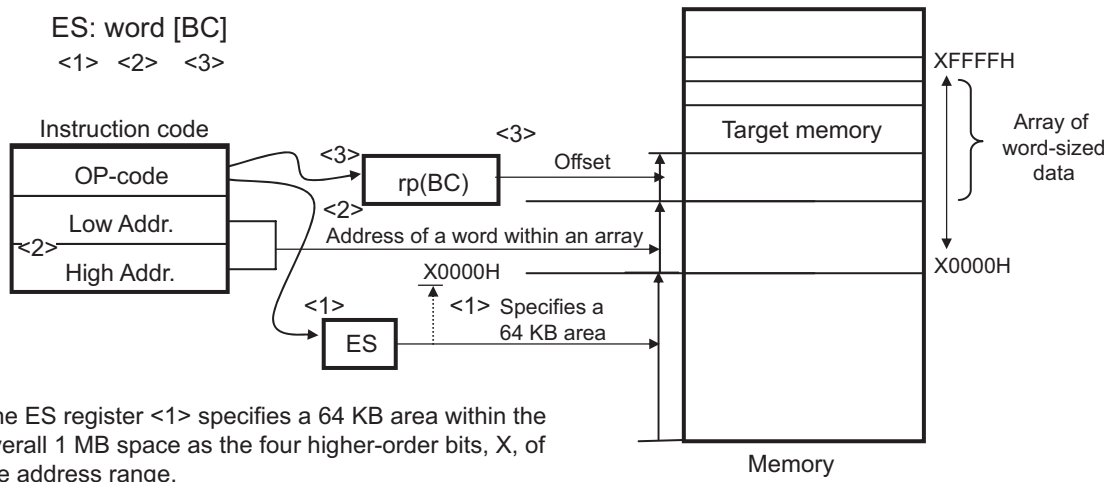 ES: word [BC]
<1> <2> <3>
XFFFFH
Instruction code
<3>
Target memory
Array of
word-sized
data
OP-code
<3>
rp(BC)
Offset
Low Addr.
<2>
<2>
Address of a word within an array
High Addr.
X0000H
X0000H
<1>
<1> Specifies a
64 KB area
ES
ne ES register <1> specifies a 64 KB area within the
verall 1 MB space as the four higher-order bits, X, of
e address range.
Memory